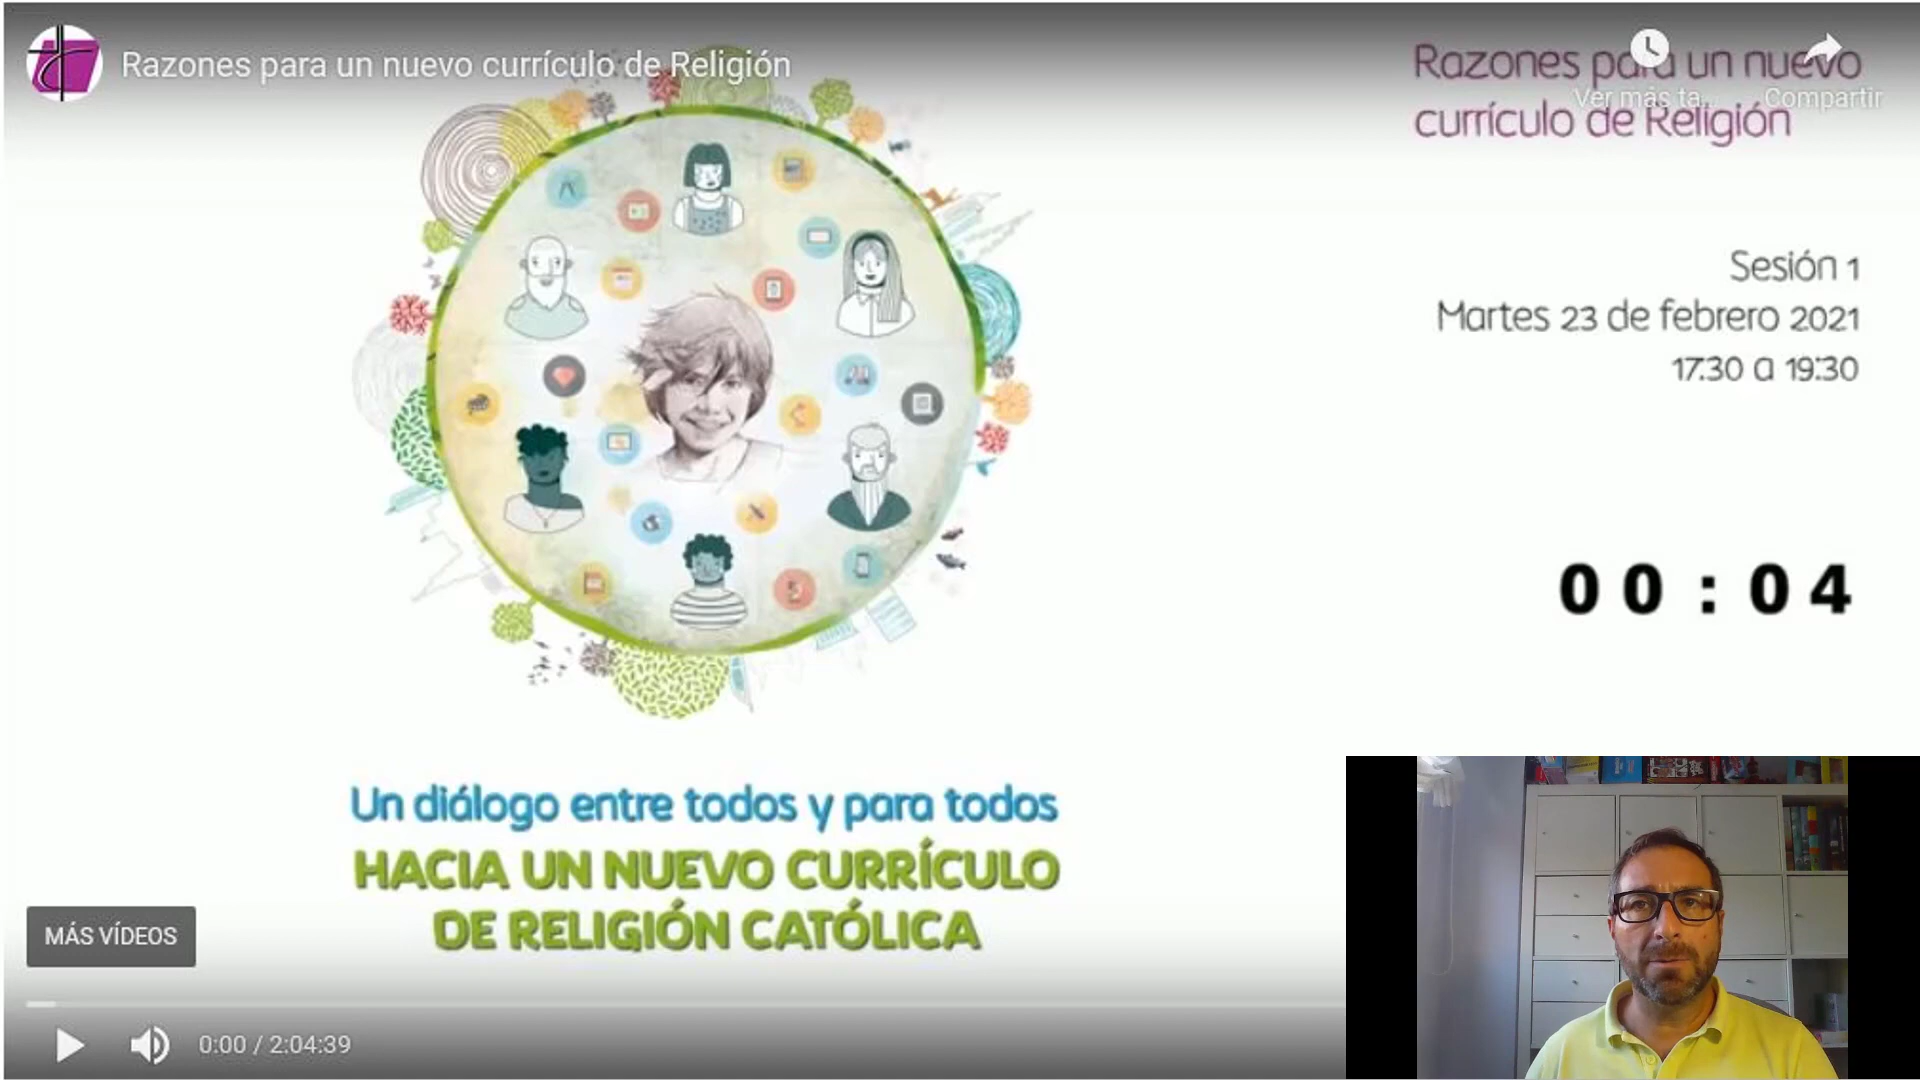 Razones para un nuevo currículo de Religión
Razones para un nuevo
currículo de Religión
Ver más ta...
Compartir
Sesión 1
Martes 23 de febrero 2021
17:30 a 19:30
00:04
Un diálogo entre todos y para todos
HACIA UN NUEVO CURRÍCULO
DE RELIGIÓN CATÓLICA
MÁS VÍDEOS
0:00 / 2:04:39